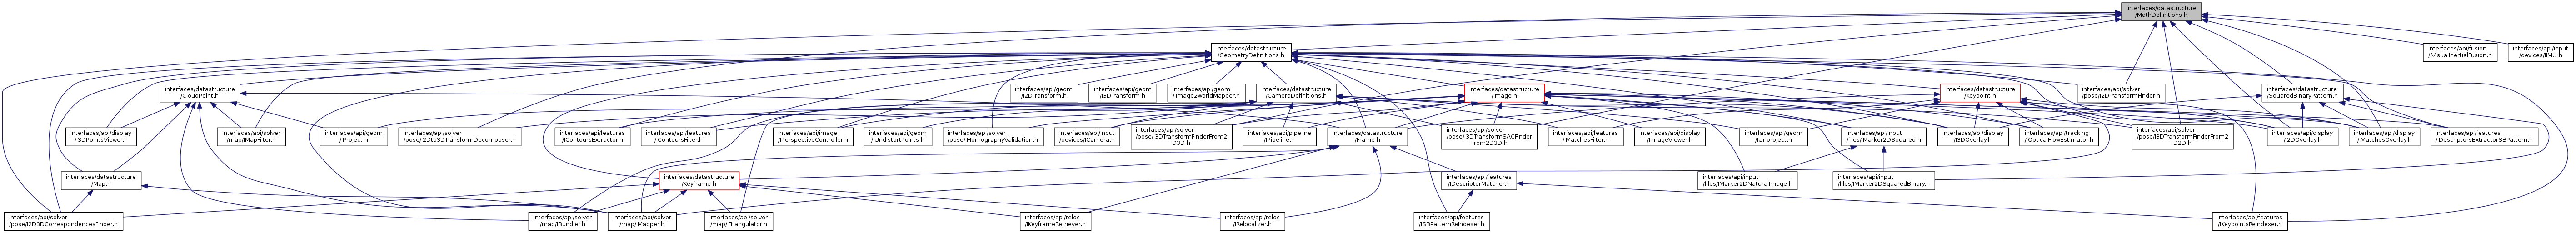 interfaces/datastructure
/MathDefinitions.h
interfaces/datastructure
/GeometryDefinitions.h
interfaces/api/fusion
/IVisualInertialFusion.h
interfaces/api/input
/devices/IIMU.h
interfaces/datastructure
/CloudPoint.h
interfaces/api/geom
/I2DTransform.h
interfaces/api/geom
/I3DTransform.h
interfaces/api/geom
/IImage2WorldMapper.h
interfaces/datastructure
/CameraDefinitions.h
interfaces/datastructure
/Image.h
interfaces/datastructure
/Keypoint.h
interfaces/api/solver
/pose/I2DTransformFinder.h
interfaces/datastructure
/SquaredBinaryPattern.h
interfaces/api/display
/I3DPointsViewer.h
interfaces/api/solver
/map/IMapFilter.h
interfaces/api/geom
/IProject.h
interfaces/api/solver
/pose/I2Dto3DTransformDecomposer.h
interfaces/api/features
/IContoursExtractor.h
interfaces/api/features
/IContoursFilter.h
interfaces/api/image
/IPerspectiveController.h
interfaces/api/geom
/IUndistortPoints.h
interfaces/api/solver
/pose/IHomographyValidation.h
interfaces/api/input
/devices/ICamera.h
interfaces/api/solver
/pose/I3DTransformFinderFrom2
D3D.h
interfaces/api/pipeline
/IPipeline.h
interfaces/datastructure
/Frame.h
interfaces/api/solver
/pose/I3DTransformSACFinder
From2D3D.h
interfaces/api/features
/IMatchesFilter.h
interfaces/api/display
/IImageViewer.h
interfaces/api/geom
/IUnproject.h
interfaces/api/input
/files/IMarker2DSquared.h
interfaces/api/display
/I3DOverlay.h
interfaces/api/tracking
/IOpticalFlowEstimator.h
interfaces/api/solver
/pose/I3DTransformFinderFrom2
D2D.h
interfaces/api/display
/I2DOverlay.h
interfaces/api/display
/IMatchesOverlay.h
interfaces/api/features
/IDescriptorsExtractorSBPattern.h
interfaces/datastructure
/Map.h
interfaces/datastructure
/Keyframe.h
interfaces/api/features
/IDescriptorMatcher.h
interfaces/api/input
/files/IMarker2DNaturalImage.h
interfaces/api/input
/files/IMarker2DSquaredBinary.h
interfaces/api/solver
/pose/I2D3DCorrespondencesFinder.h
interfaces/api/solver
/map/IBundler.h
interfaces/api/solver
/map/IMapper.h
interfaces/api/solver
/map/ITriangulator.h
interfaces/api/reloc
/IKeyframeRetriever.h
interfaces/api/reloc
/IRelocalizer.h
interfaces/api/features
/ISBPatternReIndexer.h
interfaces/api/features
/IKeypointsReIndexer.h